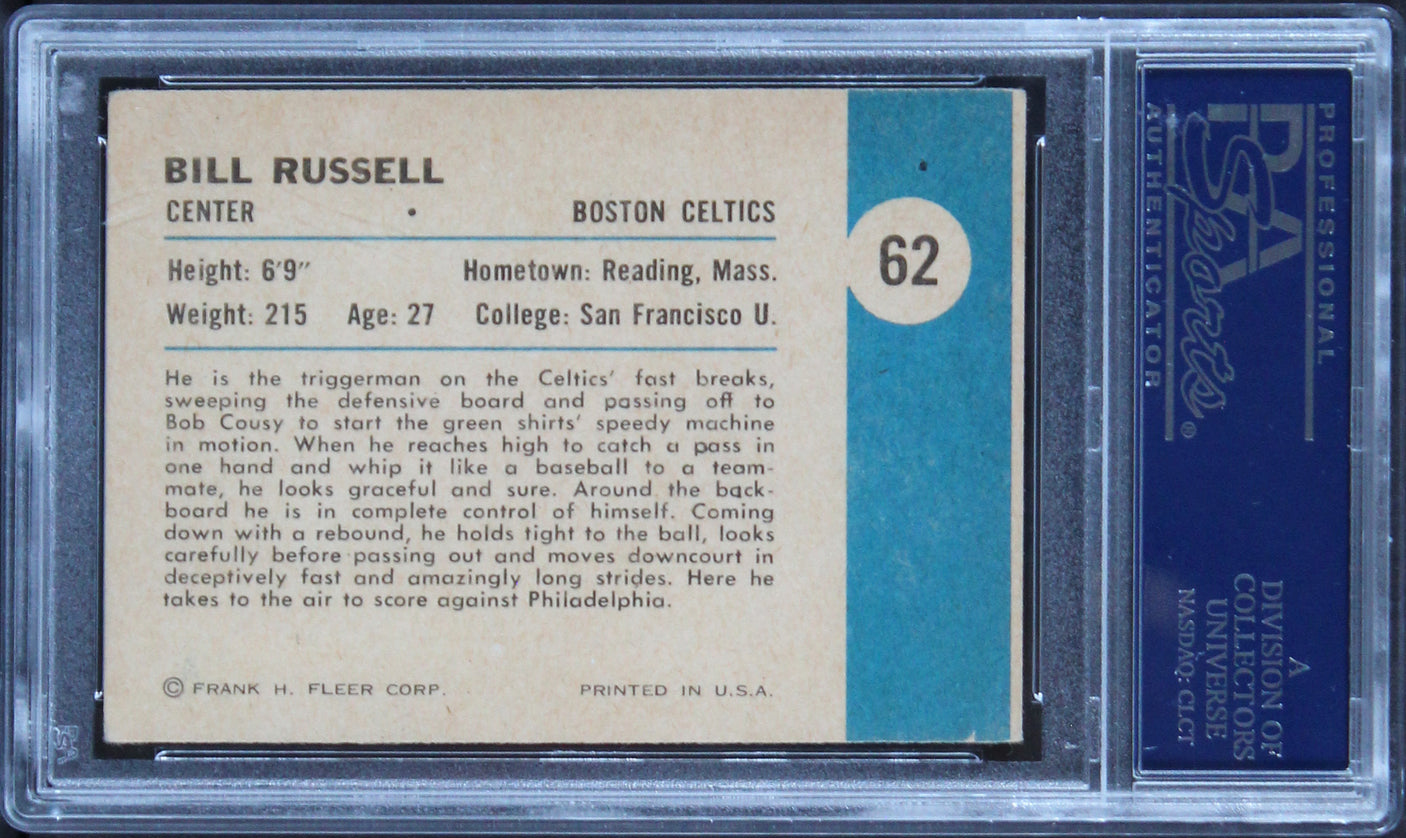 BILL RUSSELL
CENTER • BOSTON CELTICS
Height: 6'9" Hometown: Reading, Mass.
Weight: 215 Age: 27 College: San Francisco U.
He is the triggerman on the Celtics' fast breaks,
sweeping the defensive board and passing off to
Bob Cousy to start the green shirts' speedy machine
in motion. When he reaches high to catch a pass in
one hand and whip it like a baseball to a team-
mate, he looks graceful and sure. Around the back-
board he is in complete control of himself. Coming
down with a rebound, he holds tight to the ball, looks
carefully before passing out and moves downcourt in
deceptively fast and amazingly long strides. Here he
takes to the air to score against Philadelphia.
© FRANK H. FLEER CORP. PRINTED IN U.S.A.
62
PROFESSIONAL
PSA
Sports®
AUTHENTICATOR
A
DIVISION OF
COLLECTORS
UNIVERSE
NASDAQ: CLCT
PSA